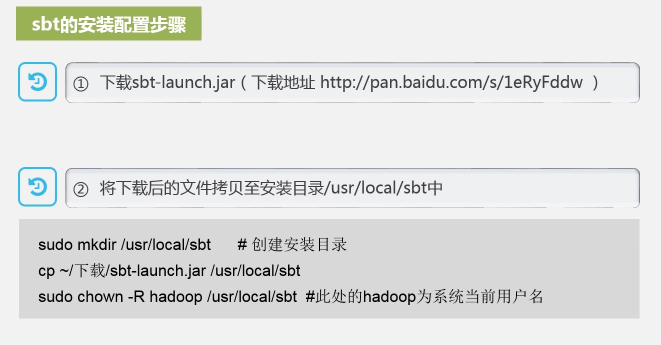 sbt的安装配置步骤
① 下载sbt-launch.jar（下载地址 http://pan.baidu.com/s/1eRyFddw ）
② 将下载后的文件拷贝至安装目录/usr/local/sbt中
sudo mkdir /usr/local/sbt # 创建安装目录
cp ~/下载/sbt-launch.jar /usr/local/sbt
sudo chown -R hadoop /usr/local/sbt #此处的hadoop为系统当前用户名